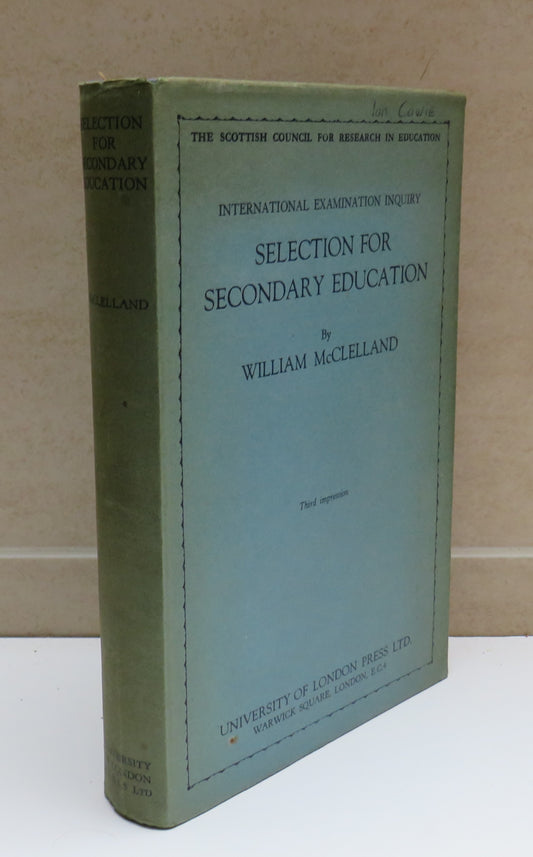 Ian Cowie
THE SCOTTISH COUNCIL FOR RESEARCH IN EDUCATION
INTERNATIONAL EXAMINATION INQUIRY
SELECTION FOR
SECONDARY EDUCATION
By
WILLIAM McCLELLAND
Third impression
UNIVERSITY OF LONDON PRESS LTD.
WARWICK SQUARE, LONDON, E.C.4
SELECTION
FOR
SECONDARY
EDUCATION
McCLELLAND
UNIVERSITY
LONDON
LTD